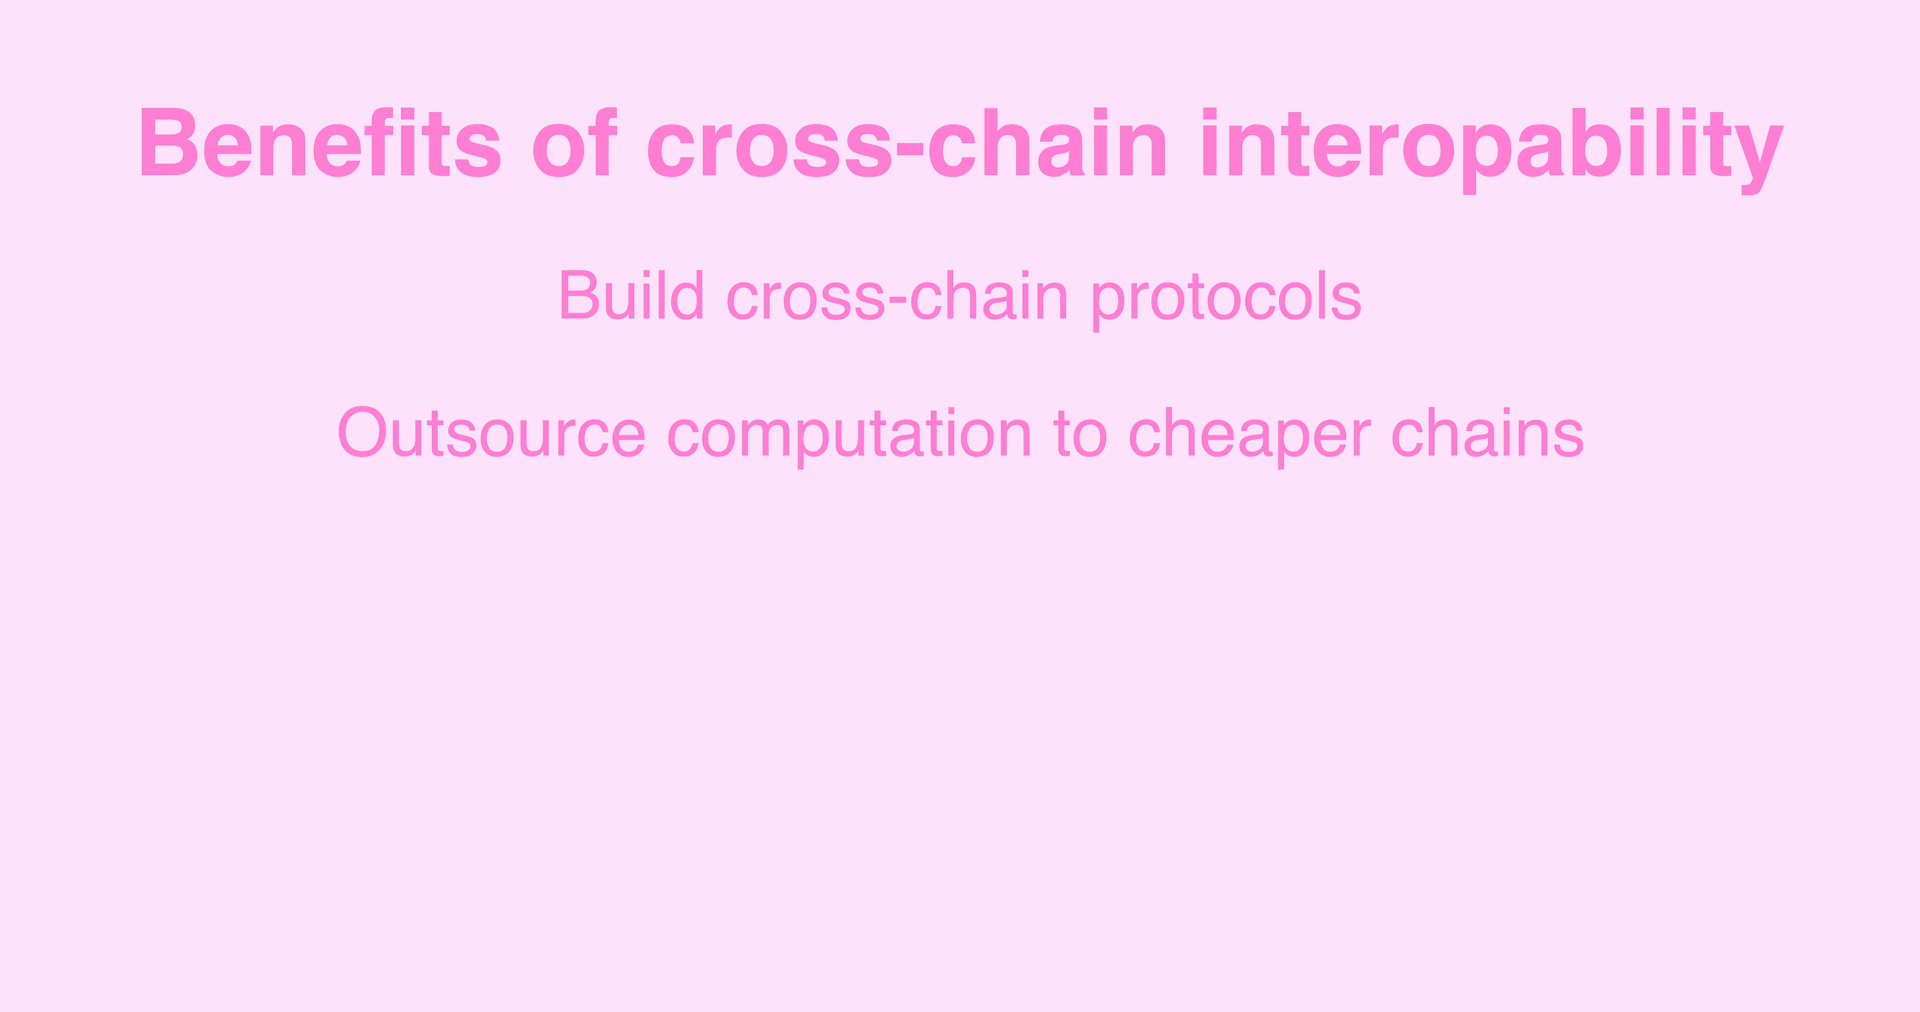 Benefits of cross-chain interopability
Build cross-chain protocols
Outsource computation to cheaper chains